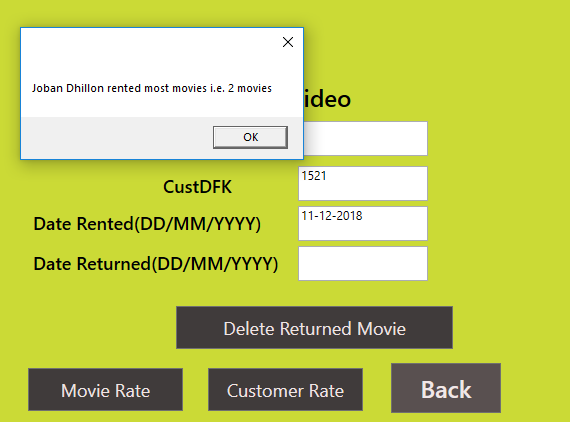 Joban Dhillon rented most movies i.e. 2 movies
OK
ideo
CustDFK
1521
Date Rented(DD/MM/YYYY)
11-12-2018
Date Returned(DD/MM/YYYY)
Delete Returned Movie
Movie Rate
Customer Rate
Back